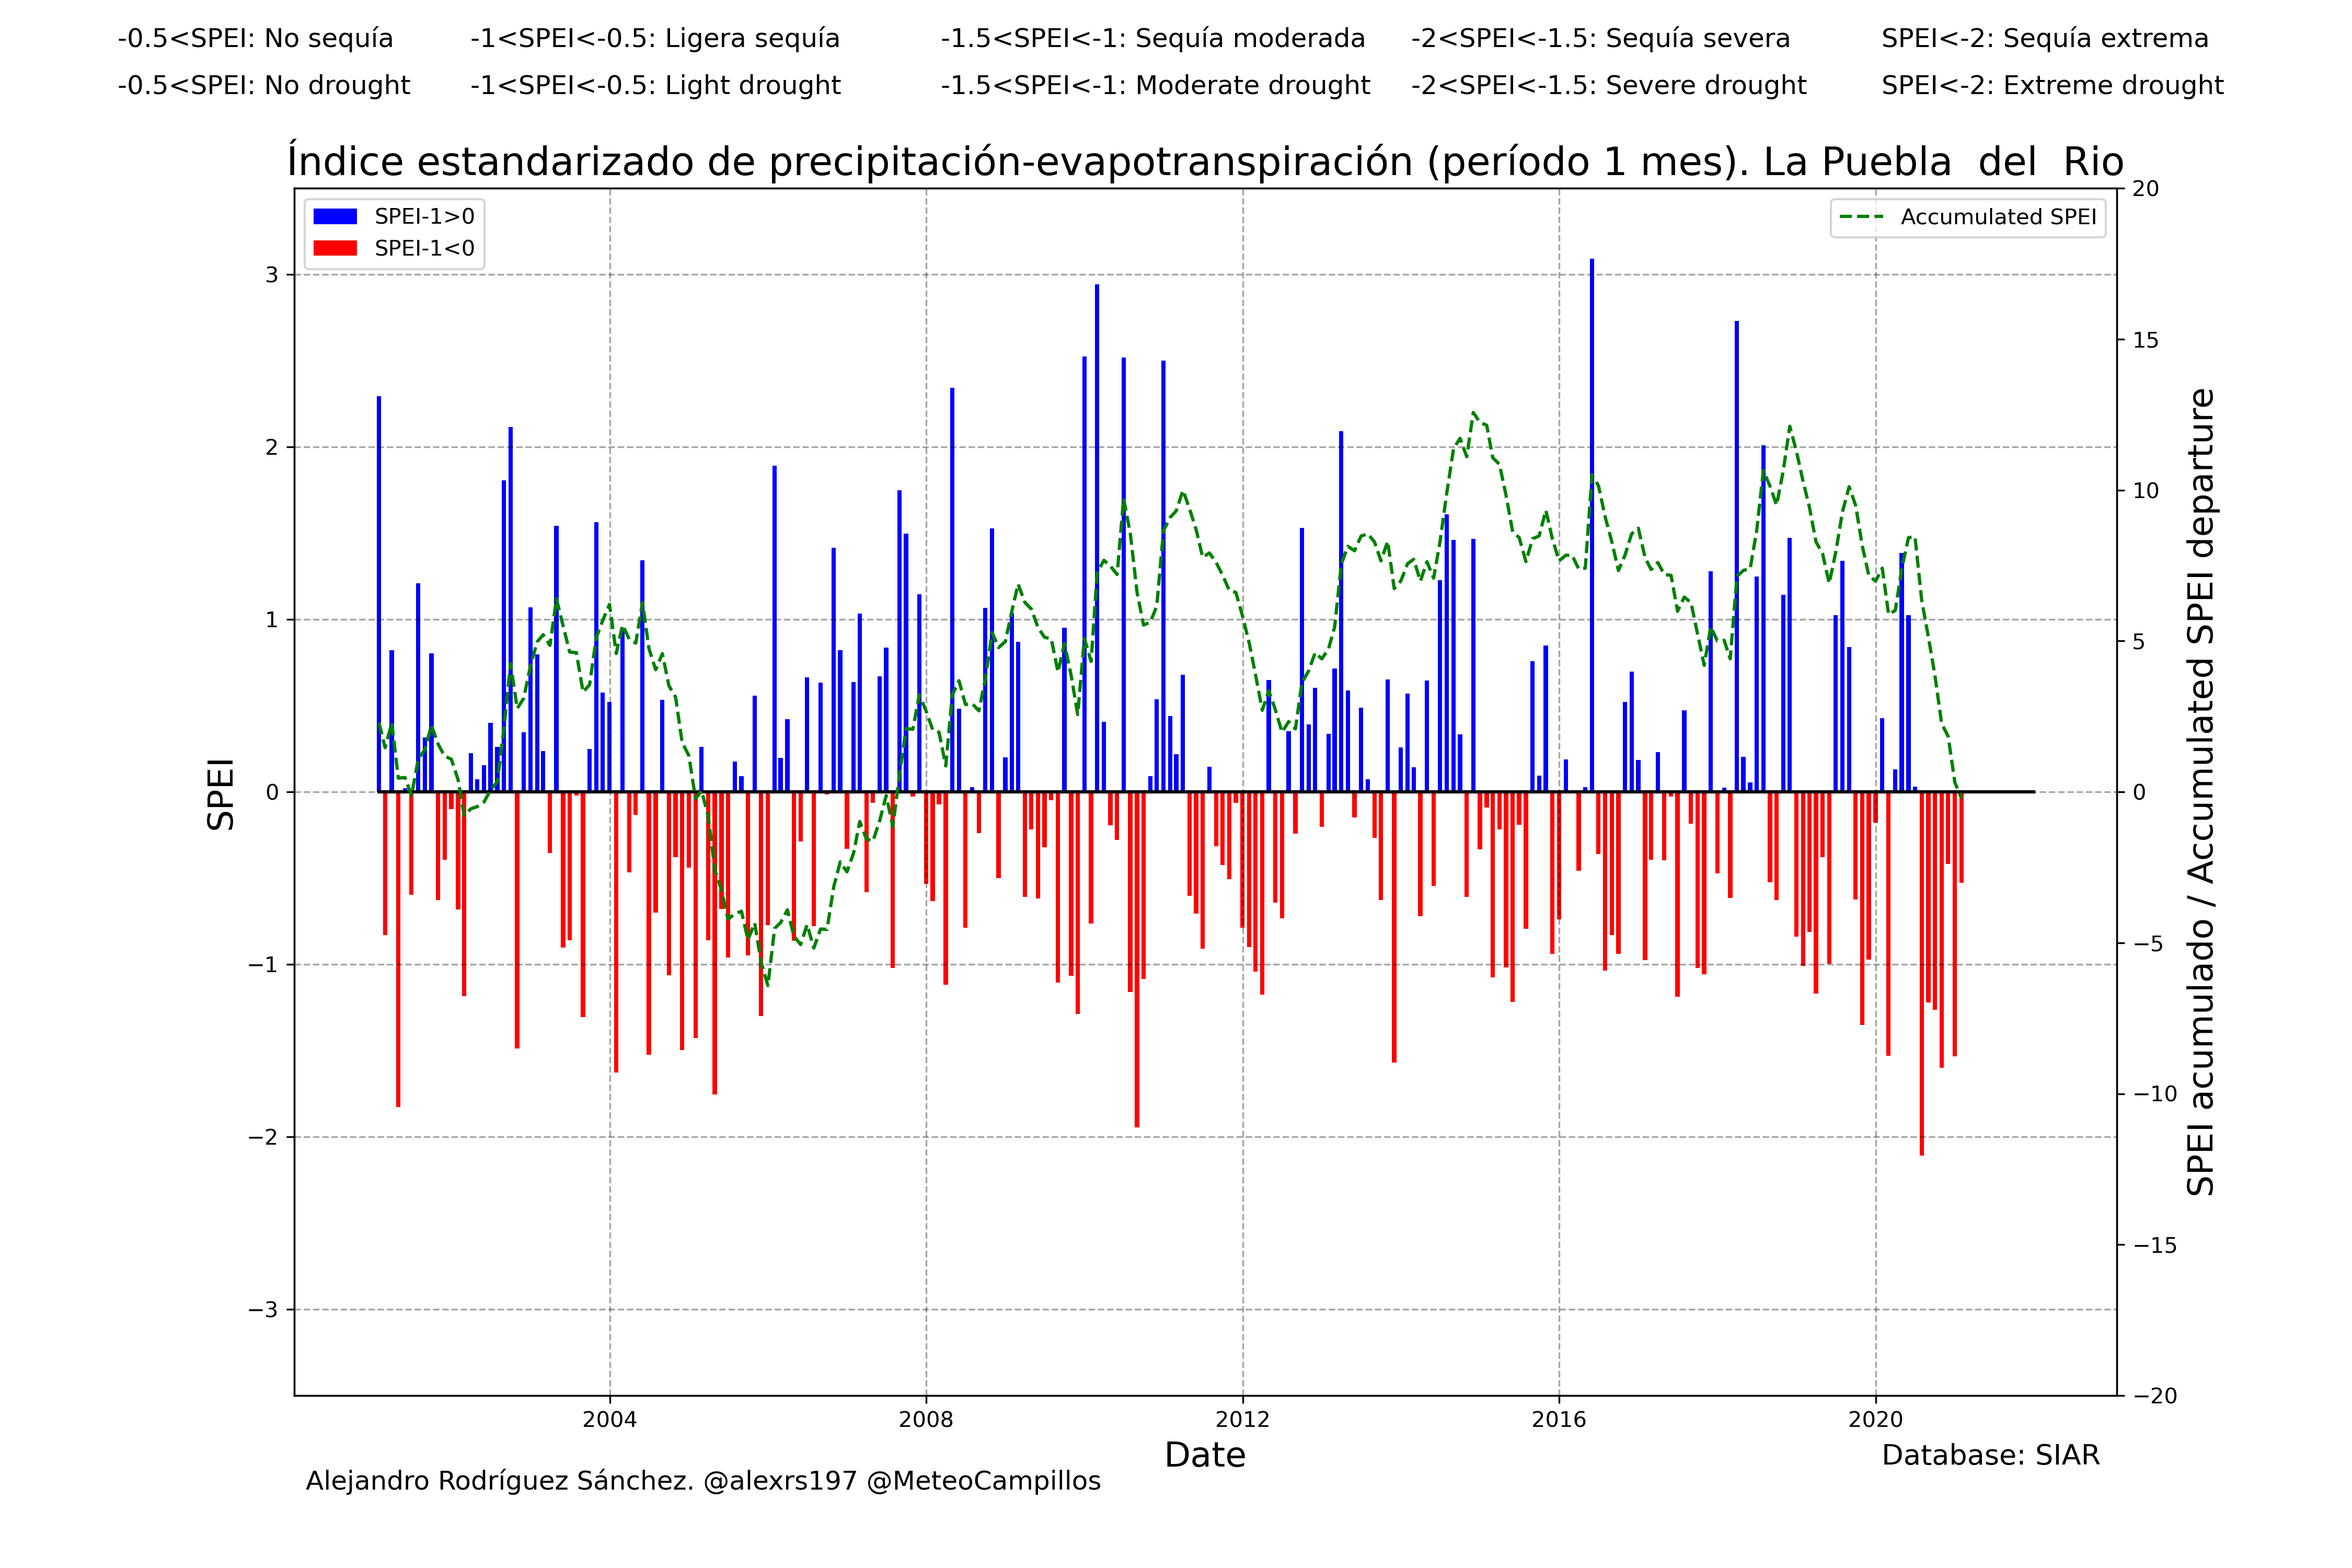 -0.5<SPEI: No sequía
-1<SPEI<-0.5: Ligera sequía
-1.5<SPEI<-1: Sequía moderada
-2<SPEI<-1.5: Sequía severa
SPEI<-2: Sequía extrema
-0.5<SPEI: No drought
-1<SPEI<-0.5: Light drought
-1.5<SPEI<-1: Moderate drought
-2<SPEI<-1.5: Severe drought
SPEI<-2: Extreme drought
Índice estandarizado de precipitación-evapotranspiración (período 1 mes). La Puebla  del  Rio
SPEI-1>0
SPEI-1<0
Accumulated SPEI
SPEI
3
2
1
0
−1
−2
−3
20
15
10
5
0
−5
−10
−15
−20
SPEI acumulado / Accumulated SPEI departure
2004
2008
2012
2016
2020
Date
Database: SIAR
Alejandro Rodríguez Sánchez. @alexrs197 @MeteoCampillos